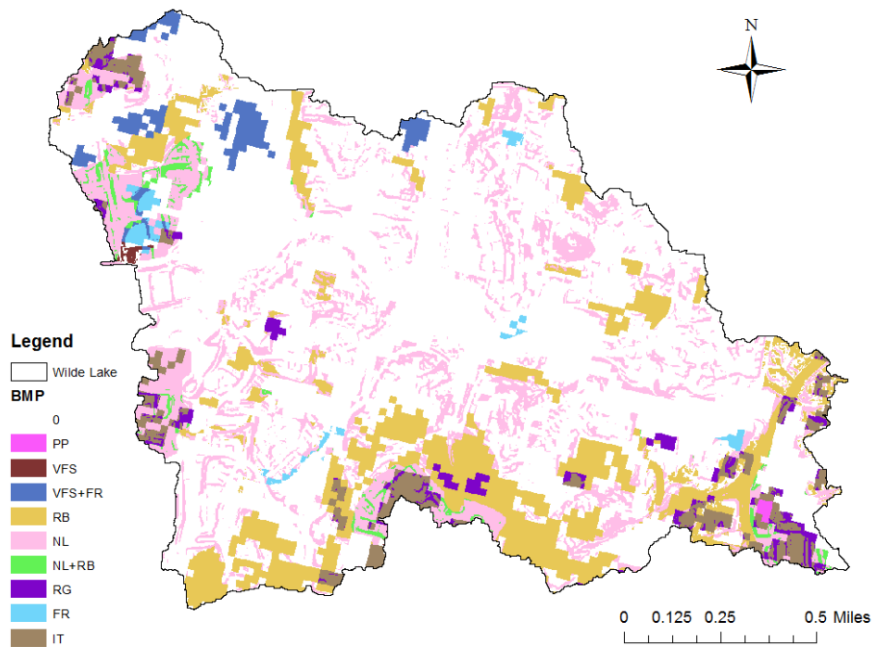 N
Legend
Wilde Lake
BMP
0
PP
VFS
VFS+FR
RB
NL
NL+RB
RG
FR
IT
0 0.125 0.25 0.5 Miles